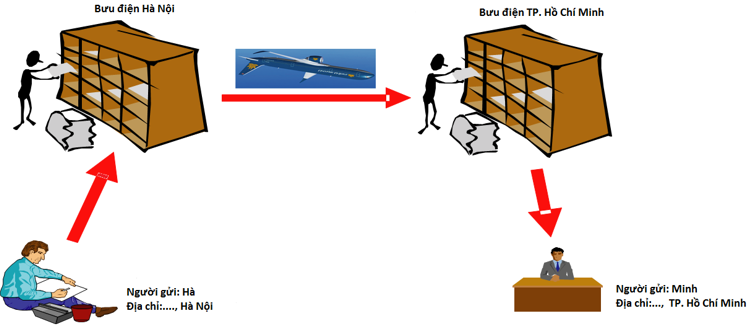 Bưu điện Hà Nội
Bưu điện TP. Hồ Chí Minh
Người gửi: Hà
Địa chỉ:...., Hà Nội
Người gửi: Minh
Địa chỉ:..., TP. Hồ Chí Minh